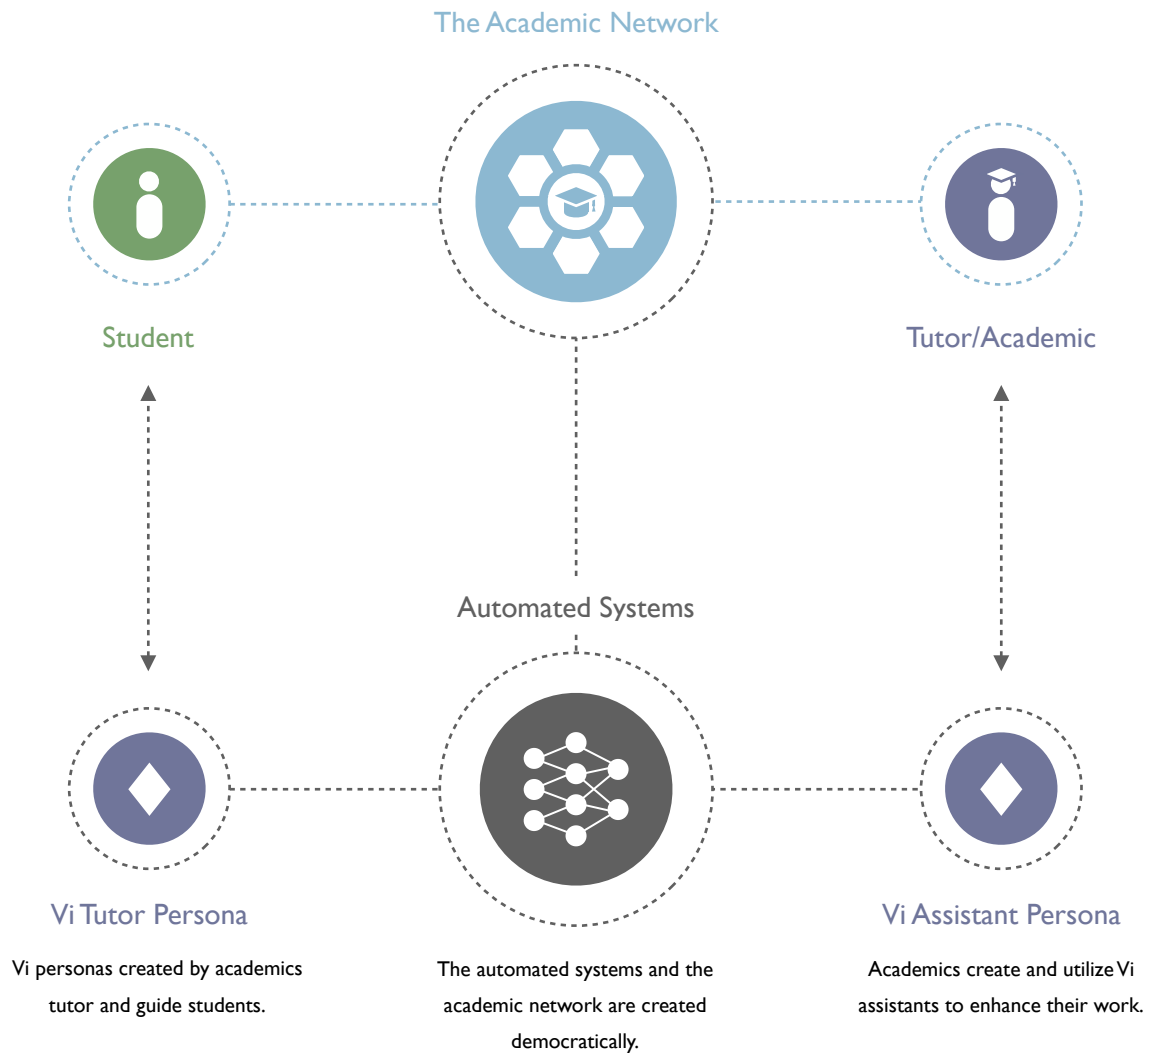 The Academic Network
Student
Tutor/Academic
Automated Systems
Vi Tutor Persona
Vi personas created by academics
tutor and guide students.
The automated systems and the
academic network are created
democratically.
Vi Assistant Persona
Academics create and utilize Vi
assistants to enhance their work.